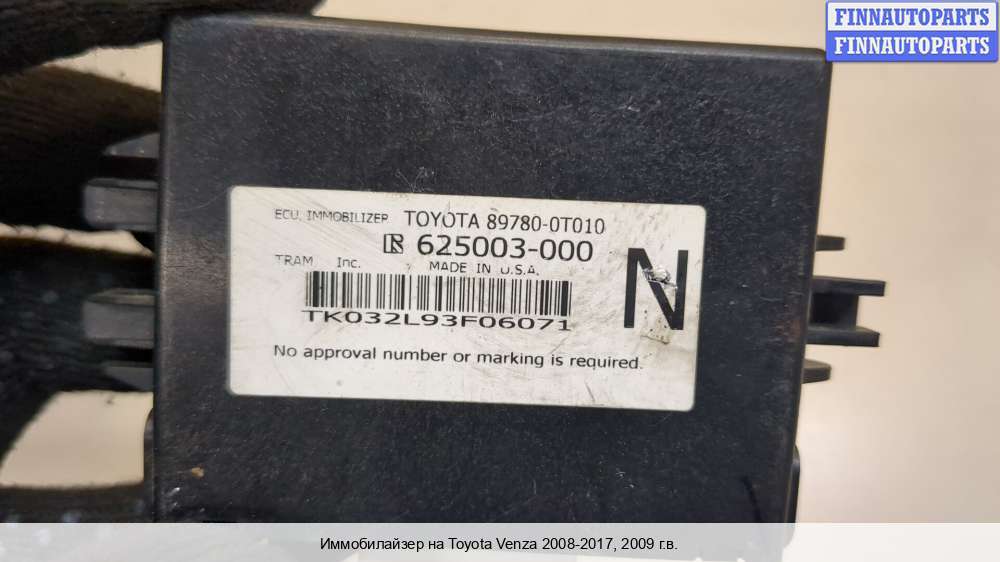 FINNAUTOPARTS
FINNAUTOPARTS
ECU, IMMOBILIZER TOYOTA 89780-0T010
625003-000
TRAM Inc. MADE IN U.S.A.
N
TK032L93F06071
No approval number or marking is required.
Иммобилайзер на Toyota Venza 2008-2017, 2009 г.в.